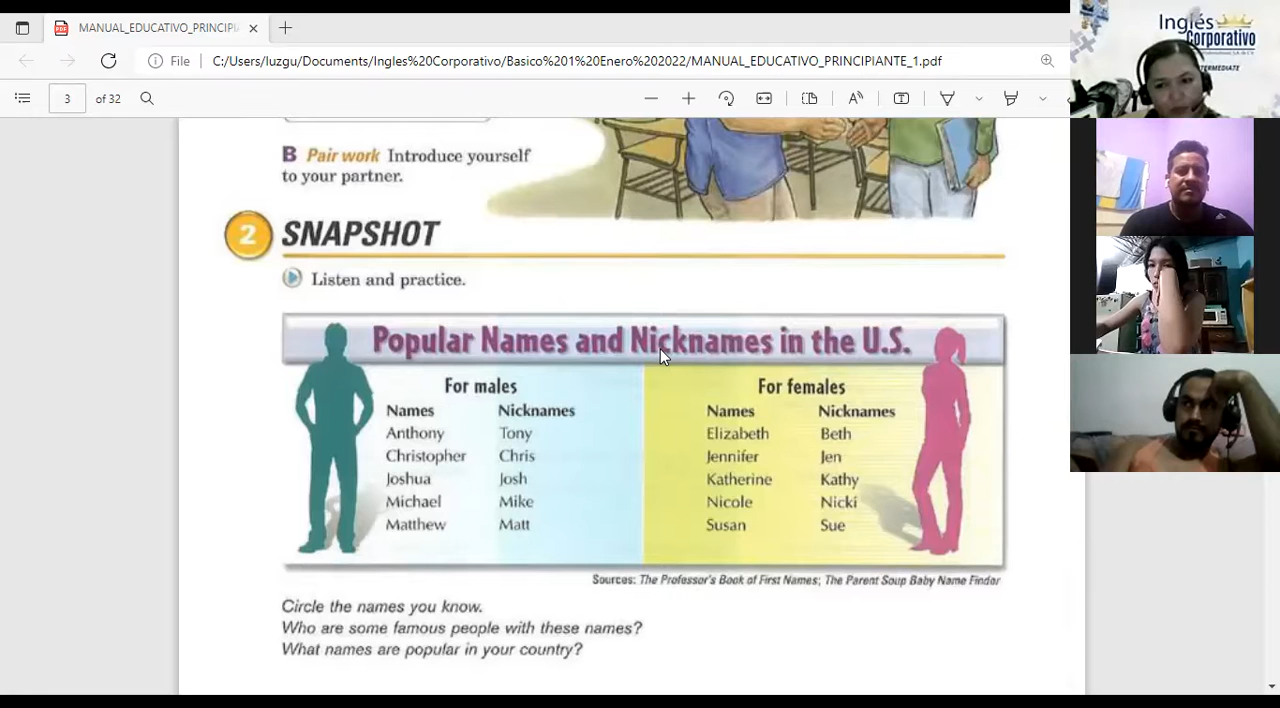 MANUAL_EDUCATIVO_PRINCIPI
File
C:/Users/luzgu/Documents/Ingles%20Corporativo/Basic%201%20Enero%202022/MANUAL_EDUCATIVO_PRINCIPIANTE_1.pdf
3 of 32
B Pair work Introduce yourself
to your partner.
2 SNAPSHOT
Listen and practice.
Popular Names and Nicknames in the U.S.
For males
Names Nicknames
Anthony Tony
Christopher Chris
Joshua Josh
Michael Mike
Matthew Matt
For females
Names Nicknames
Elizabeth Beth
Jennifer Jen
Katherine Kathy
Nicole Nicki
Susan Sue
Sources: The Professor's Book of First Names; The Parent Soup Baby Name Finder
Circle the names you know.
Who are some famous people with these names?
What names are popular in your country?
Inglés
Corporativo